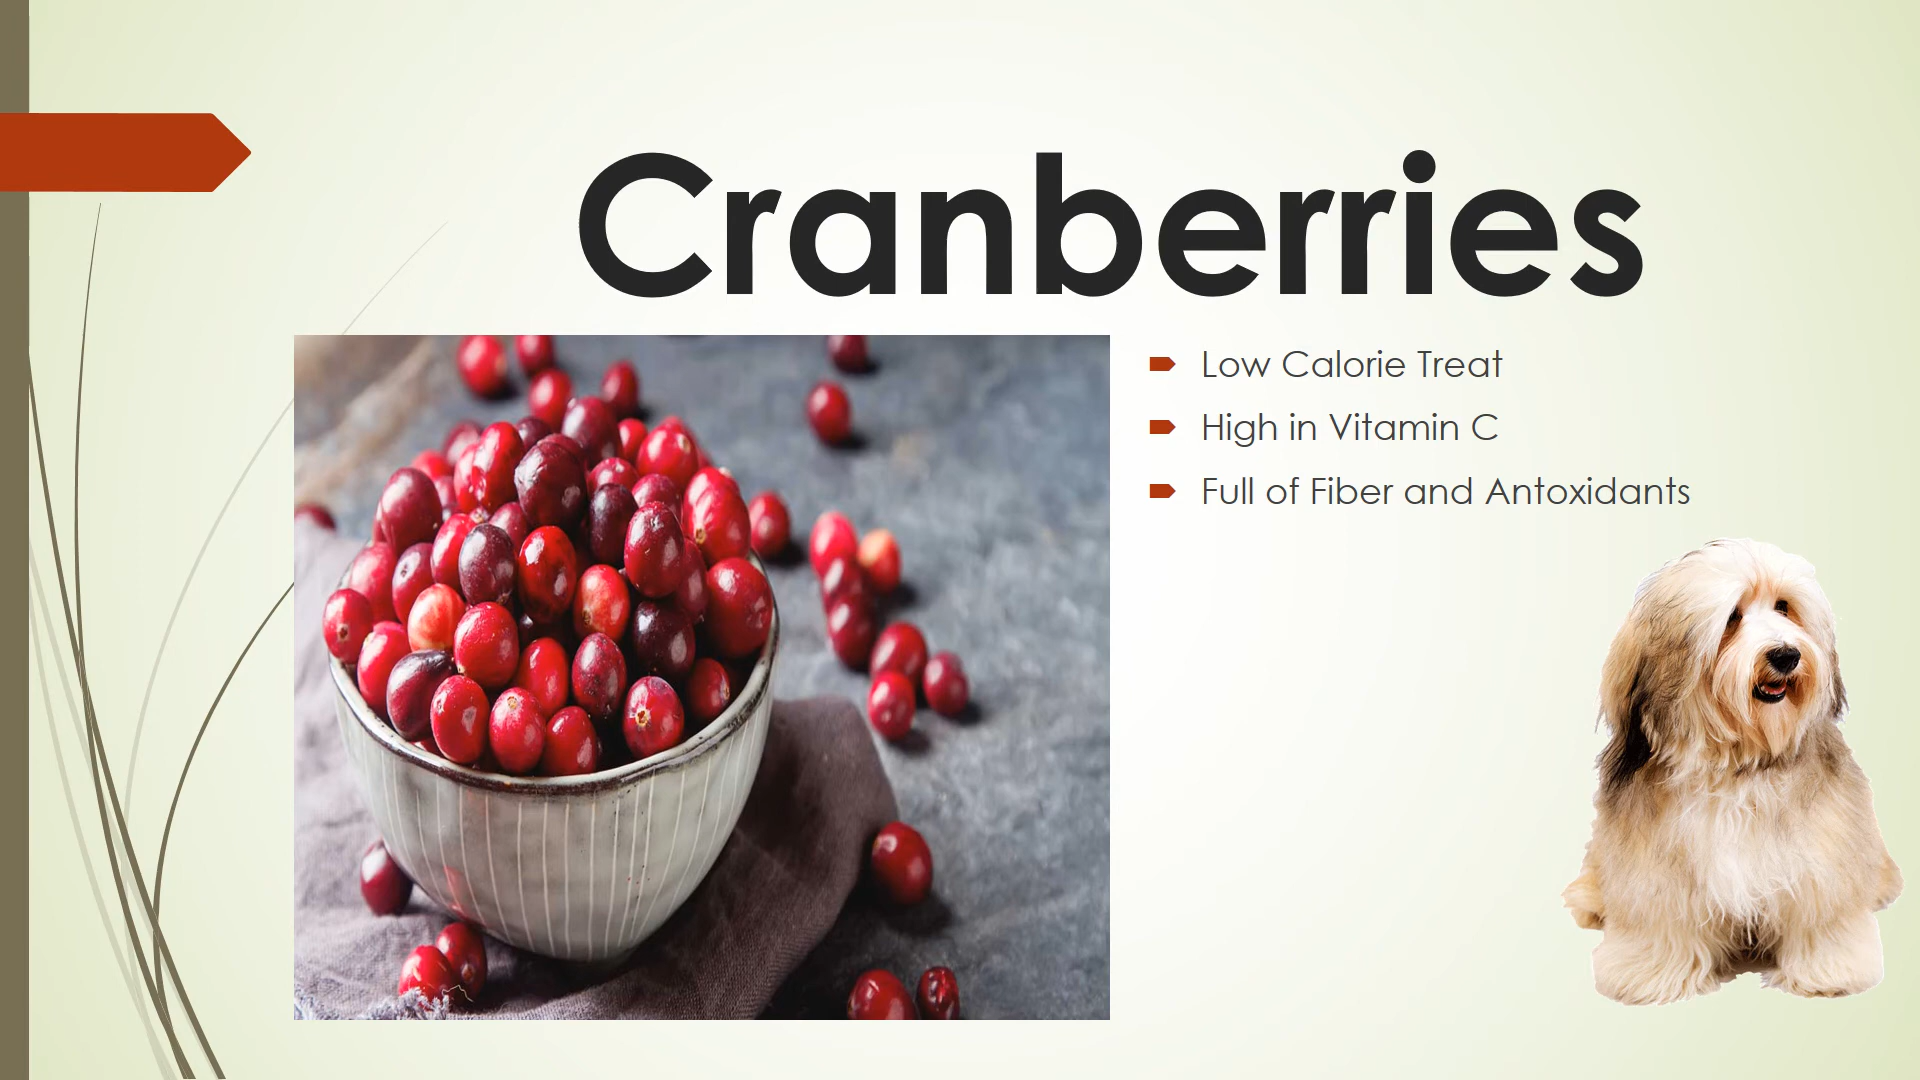 Cranberries
Low Calorie Treat
High in Vitamin C
Full of Fiber and Antoxidants